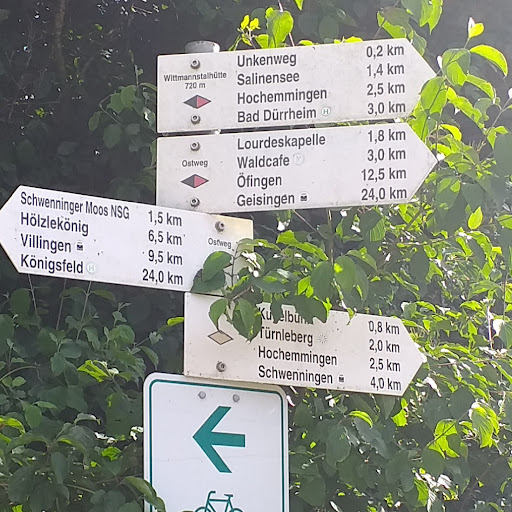 Unkenweg 0,2 km
Wittmannstalhütte Salinensee 1,4 km
720 m Hochemmingen 2,5 km
Bad Dürrheim H 3,0 km
Lourdeskapelle 1,8 km
Ostweg Waldcafe 3,0 km
Öfingen 12,5 km
Geisingen 24,0 km
Schwenninger Moos NSG 1,5 km
Hölzlekönig 6,5 km Ostweg
Villingen 9,5 km
Königsfeld H 24,0 km
0,8 km
Türnleberg 2,0 km
Hochemmingen 2,5 km
Schwenningen 4,0 km